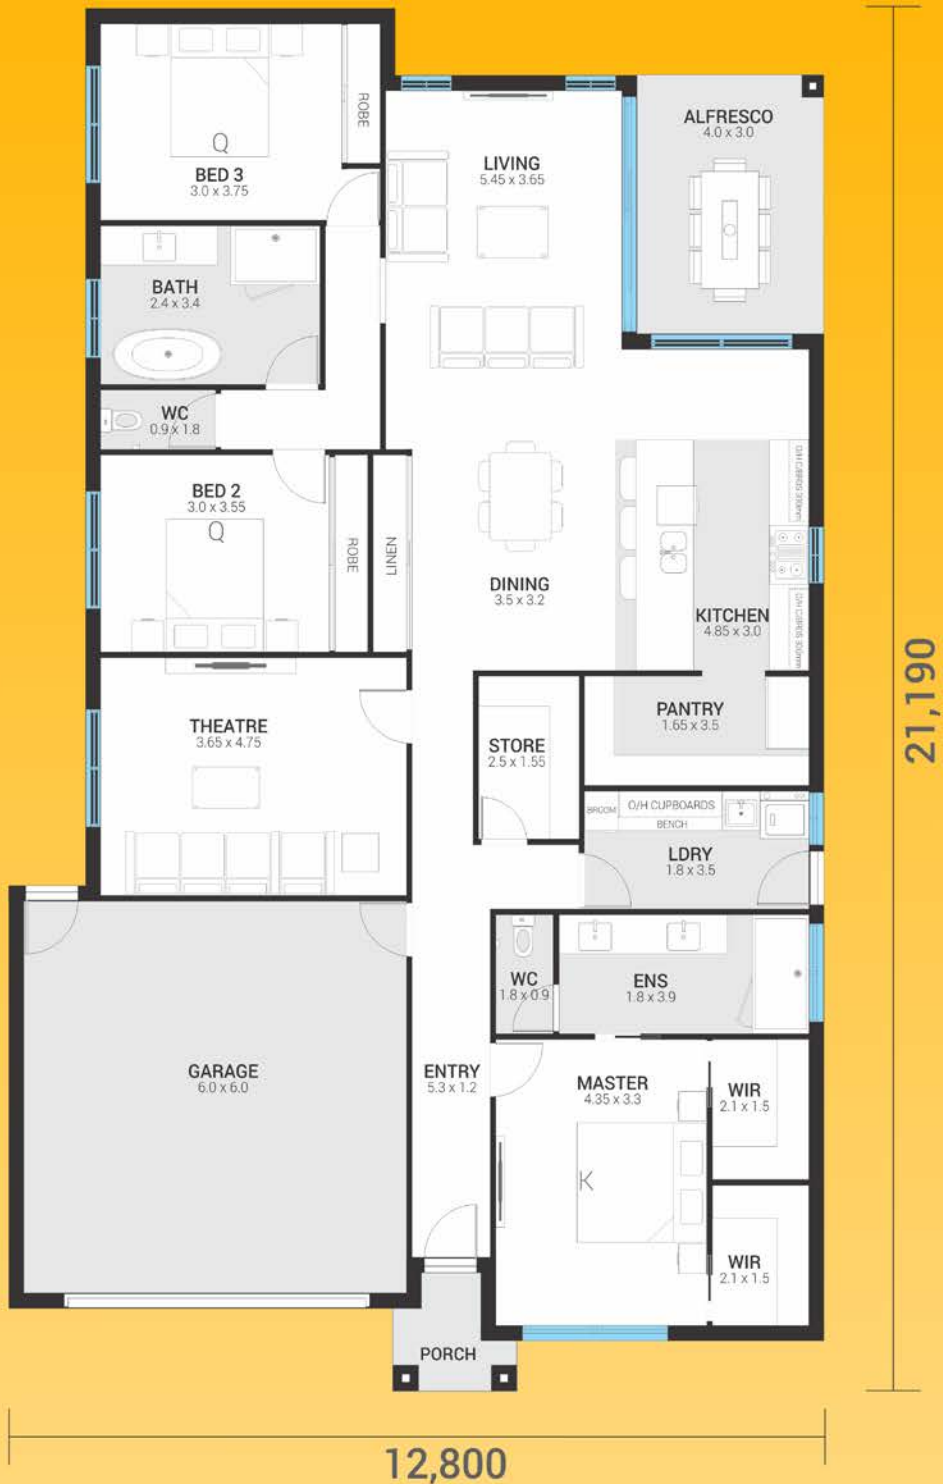 ROBE
Q
BED 3
3.0 x 3.75
LIVING
5.45 x 3.65
ALFRESCO
4.0 x 3.0
BATH
2.4 x 3.4
WC
0.9 x 1.8
BED 2
3.0 x 3.55
Q
ROBE
LINEN
DINING
3.5 x 3.2
O/H C/BRDS 300mm
KITCHEN
4.85 x 3.0
O/H C/BRDS 300mm
21,190
THEATRE
3.65 x 4.75
STORE
2.5 x 1.55
PANTRY
1.65 x 3.5
BROOM
O/H CUPBOARDS
BENCH
LDRY
1.8 x 3.5
WC
1.8 x 0.9
ENS
1.8 x 3.9
GARAGE
6.0 x 6.0
ENTRY
5.3 x 1.2
MASTER
4.35 x 3.3
K
WIR
2.1 x 1.5
WIR
2.1 x 1.5
PORCH
12,800